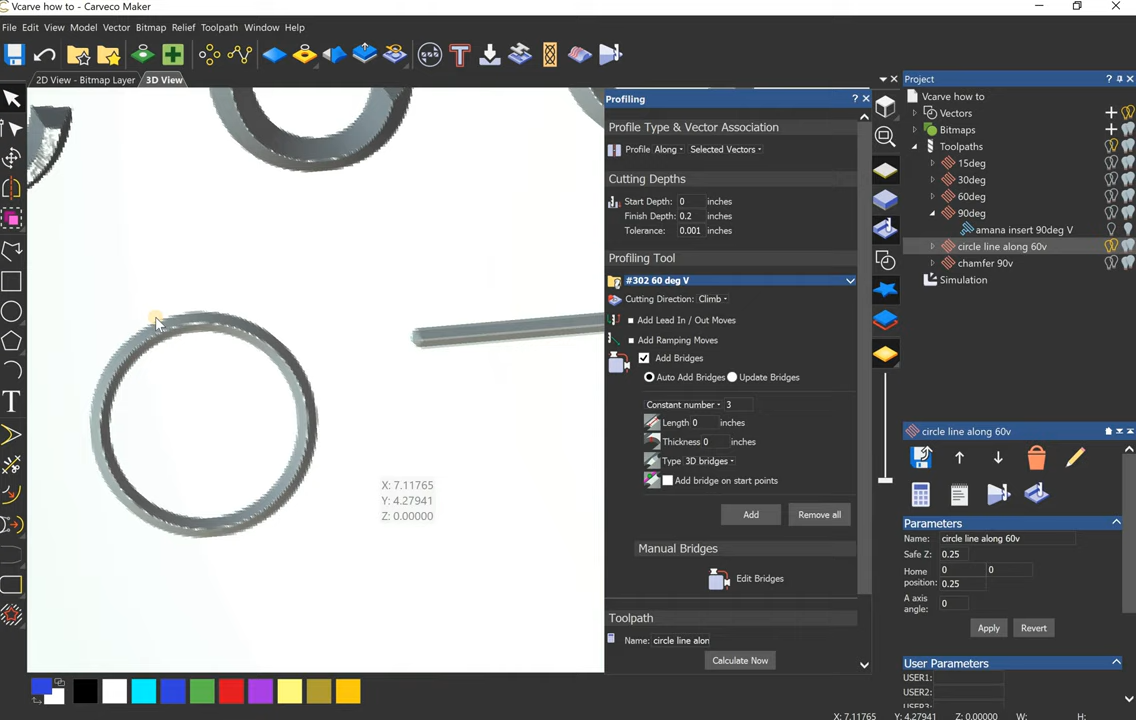 Vcarve how to - Carveco Maker
File Edit View Model Vector Bitmap Relief Toolpath Window Help
2D View - Bitmap Layer 3D View
Profiling ?
Profile Type & Vector Association
Profile Along Selected Vectors
Cutting Depths
Start Depth: 0 inches
Finish Depth: 0.2 inches
Tolerance: 0.001 inches
Profiling Tool
#302 60 deg V
Cutting Direction: Climb
Add Lead In / Out Moves
Add Ramping Moves
Add Bridges
Auto Add Bridges Update Bridges
Constant number 3
Length 0 inches
Thickness 0 inches
Type 3D bridges
Add bridge on start points
Add Remove all
Manual Bridges
Edit Bridges
Toolpath
Name: circle line alon
Calculate Now
X: 7.11765
Y: 4.27941
Z: 0.00000
Project ?
Vcarve how to
Vectors
Bitmaps
Toolpaths
15deg
30deg
60deg
90deg
amana insert 90deg V
circle line along 60v
chamfer 90v
Simulation
circle line along 60v
Parameters
Name: circle line along 60v
Safe Z: 0.25
Home position: 0 0 0.25
A axis angle: 0
Apply Revert
User Parameters
USER1:
USER2:
X: 7.11765 Y: 4.27941 Z: 0.00000 W: H: